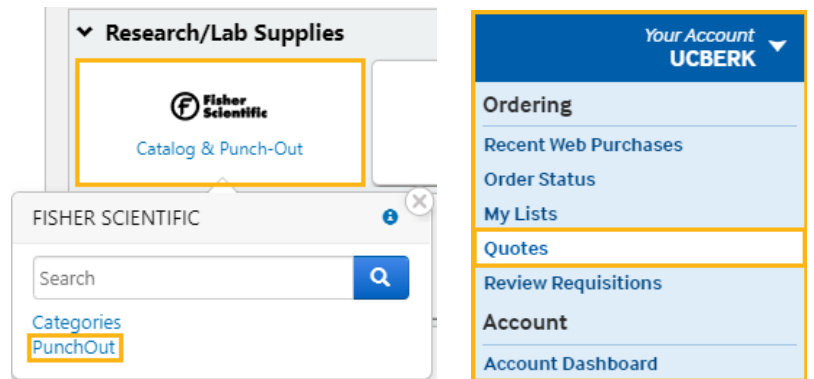 Research/Lab Supplies
Fisher
Scientific
Catalog & Punch-Out
FISHER SCIENTIFIC
Search
Categories
PunchOut
Your Account
UCBERK
Ordering
Recent Web Purchases
Order Status
My Lists
Quotes
Review Requisitions
Account
Account Dashboard